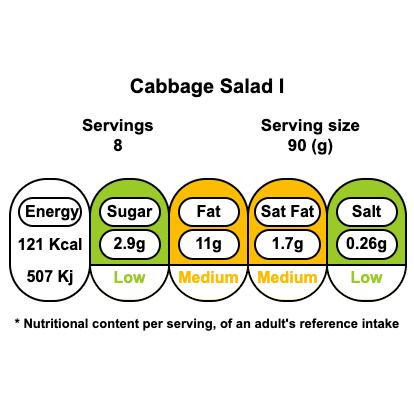 Cabbage Salad I
Servings
8
Serving size
90 (g)
Energy
121 Kcal
507 Kj
Sugar
2.9g
Low
Fat
11g
Medium
Sat Fat
1.7g
Medium
Salt
0.26g
Low
* Nutritional content per serving, of an adult's reference intake